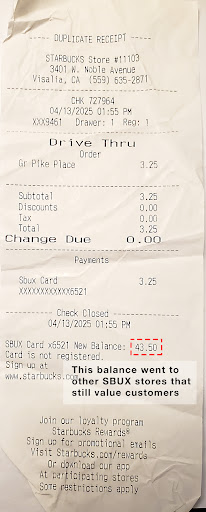 DUPLICATE RECEIPT
STARBUCKS Store #11103
3401 W. Noble Avenue
Visalia, CA (559) 635-2871
CHK 727964
04/13/2025 01:55 PM
XXX9461 Drawer: 1 Reg: 1
Drive Thru
Order
Gr Pike Place 3.25
Subtotal 3.25
Discounts 0.00
Tax 0.00
Total 3.25
Change Due 0.00
Payments
Sbux Card 3.25
XXXXXXXXXXXX6521
Check Closed
04/13/2025 01:55 PM
SBUX Card x6521 New Balance: 43.50
Card is not registered.
Sign up at
www.starbucks.com
This balance went to
other SBUX stores that
still value customers
Join our loyalty program
Starbucks Rewards®
Sign up for promotional emails
Visit Starbucks.com/rewards
Or download our app
At participating stores
Some restrictions apply